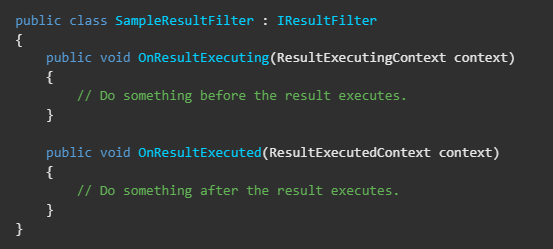 public class SampleResultFilter : IResultFilter
{
    public void OnResultExecuting(ResultExecutingContext context)
    {
        // Do something before the result executes.
    }

    public void OnResultExecuted(ResultExecutedContext context)
    {
        // Do something after the result executes.
    }
}